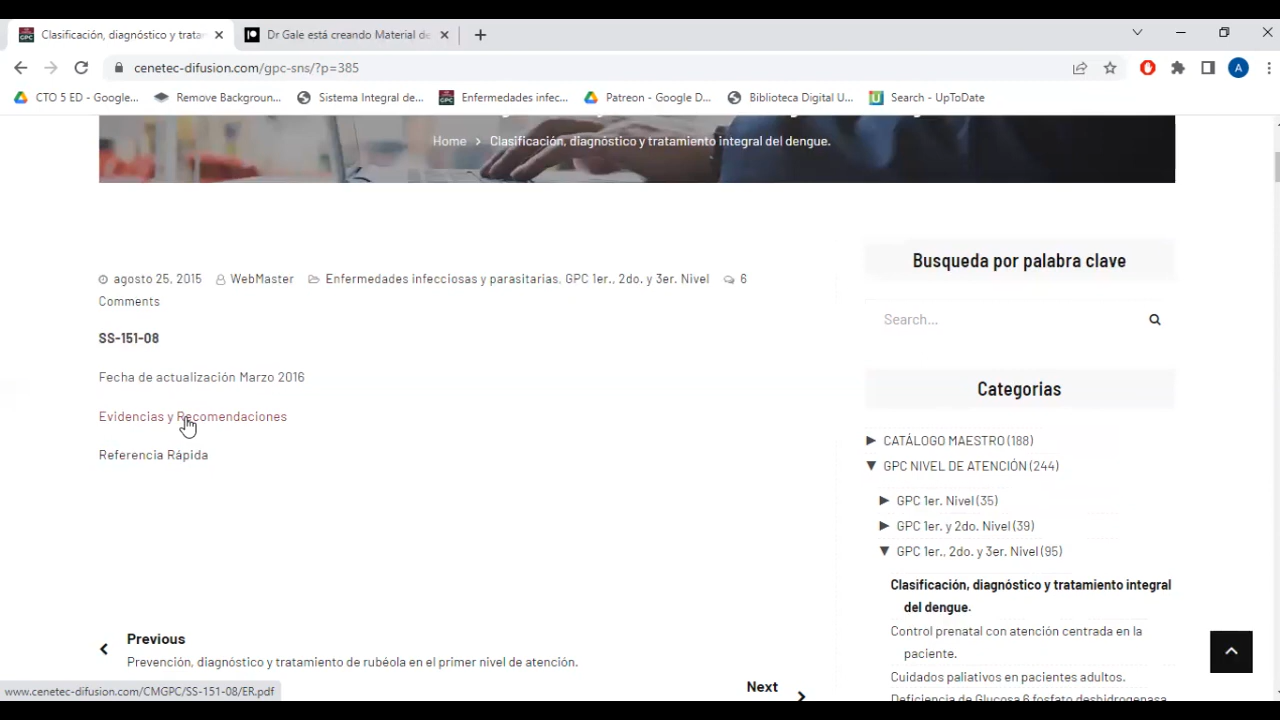 Clasificación, diagnóstico y trata
Dr Gale está creando Material de
cenetec-difusion.com/gpc-sns/?p=385
A
CTO 5 ED - Google...
Remove Backgroun...
Sistema Integral de...
Enfermedades infec...
Patreon - Google D...
Biblioteca Digital U...
Search - UpToDate
Home > Clasificación, diagnóstico y tratamiento integral del dengue.
agosto 25, 2015 WebMaster Enfermedades infecciosas y parasitarias, GPC 1er., 2do. y 3er. Nivel 6
Comments
SS-151-08
Fecha de actualización Marzo 2016
Evidencias y Recomendaciones
Referencia Rápida
Previous
Prevención, diagnóstico y tratamiento de rubéola en el primer nivel de atención.
Next
Busqueda por palabra clave
Search...
Categorias
CATÁLOGO MAESTRO (188)
GPC NIVEL DE ATENCIÓN (244)
GPC 1er. Nivel (35)
GPC 1er. y 2do. Nivel (39)
GPC 1er., 2do. y 3er. Nivel (95)
Clasificación, diagnóstico y tratamiento integral
del dengue.
Control prenatal con atención centrada en la
paciente.
Cuidados paliativos en pacientes adultos.
Deficiencia de Glucosa 6 fosfato deshidrogenasa
www.cenetec-difusion.com/CMGPC/SS-151-08/ER.pdf